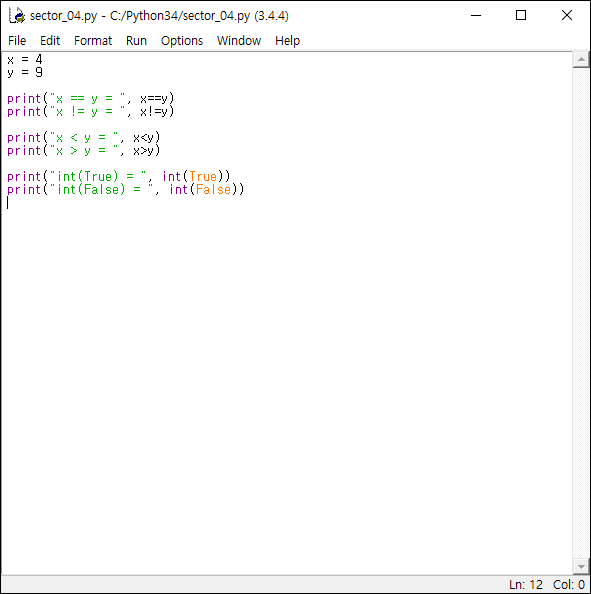 sector_04.py - C:/Python34/sector_04.py (3.4.4)
File Edit Format Run Options Window Help
x = 4
y = 9
print("x == y = ", x==y)
print("x != y = ", x!=y)
print("x < y = ", x<y)
print("x > y = ", x>y)
print("int(True) = ", int(True))
print("int(False) = ", int(False))
Ln: 12 Col: 0